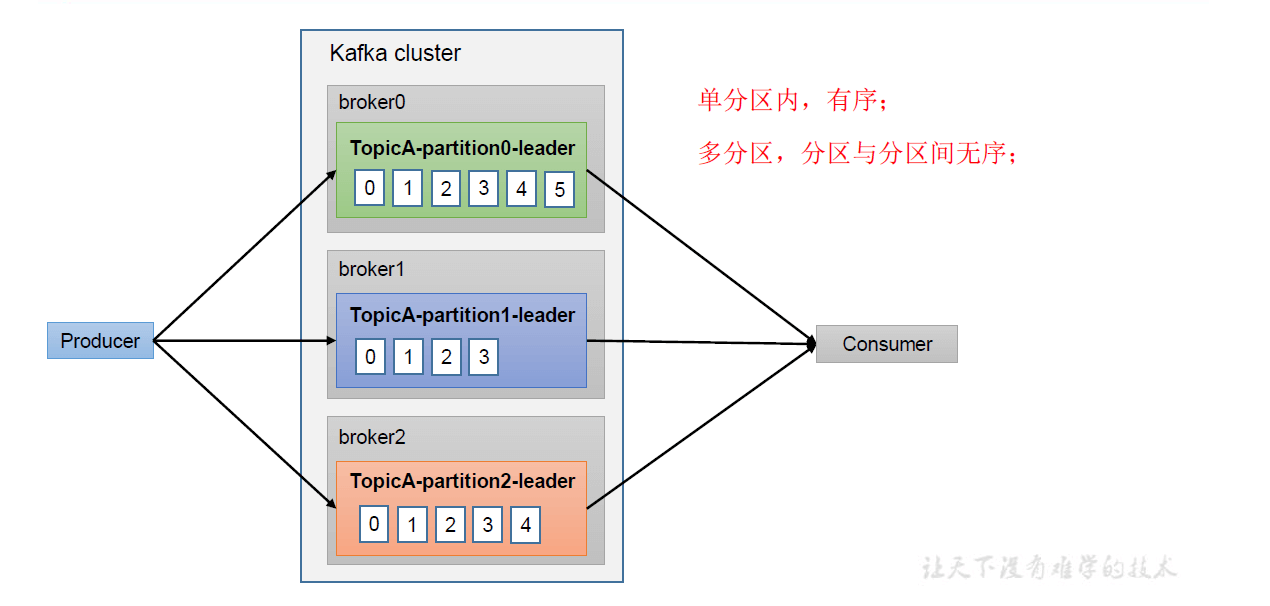 Kafka cluster
broker0
TopicA-partition0-leader
0 1 2 3 4 5
broker1
TopicA-partition1-leader
0 1 2 3
broker2
TopicA-partition2-leader
0 1 2 3 4
Producer
Consumer
单分区内，有序；
多分区，分区与分区间无序；
让天下没有难学的技术